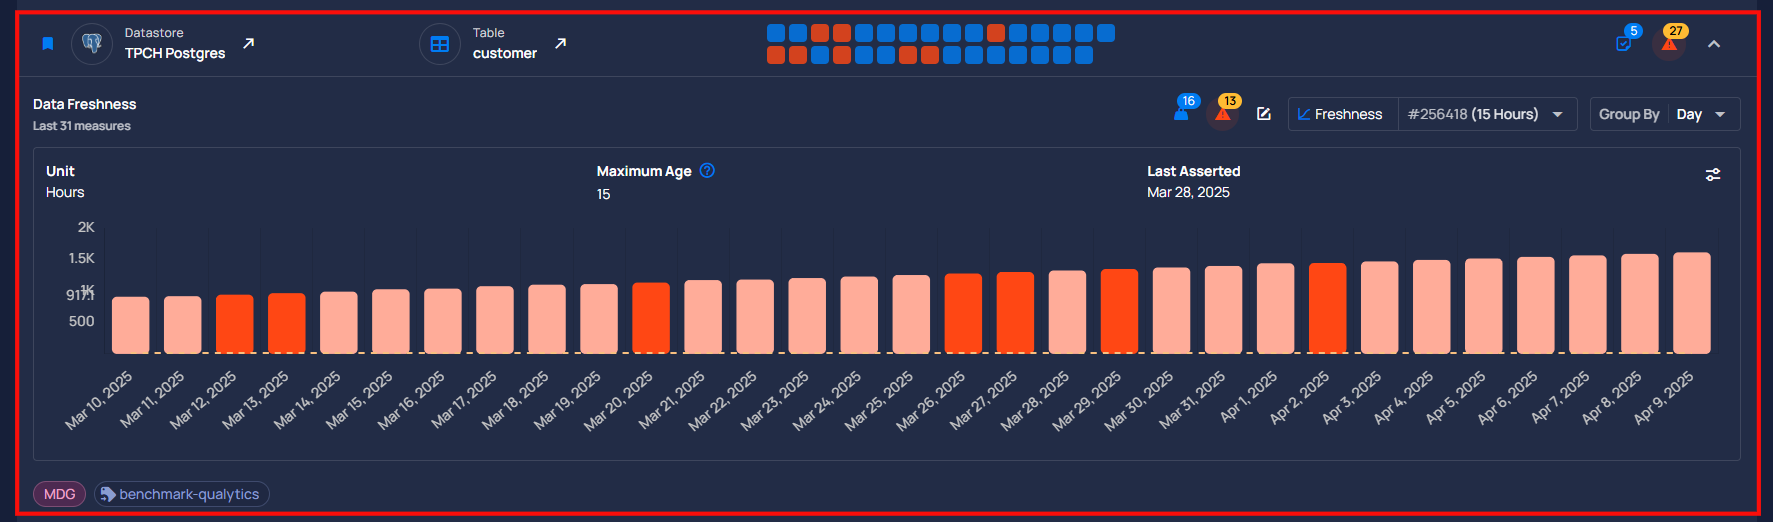 Datastore
TPCH Postgres
Table
customer
5
27
Data Freshness
Last 31 measures
16
13
Freshness
#256418 (15 Hours)
Group By
Day
Unit
Hours
Maximum Age
15
Last Asserted
Mar 28, 2025
2K
1.5K
1K
917.1
500
Mar 10, 2025
Mar 11, 2025
Mar 12, 2025
Mar 13, 2025
Mar 14, 2025
Mar 15, 2025
Mar 16, 2025
Mar 17, 2025
Mar 18, 2025
Mar 19, 2025
Mar 20, 2025
Mar 21, 2025
Mar 22, 2025
Mar 23, 2025
Mar 24, 2025
Mar 25, 2025
Mar 26, 2025
Mar 27, 2025
Mar 28, 2025
Mar 29, 2025
Mar 30, 2025
Mar 31, 2025
Apr 1, 2025
Apr 2, 2025
Apr 3, 2025
Apr 4, 2025
Apr 5, 2025
Apr 6, 2025
Apr 7, 2025
Apr 8, 2025
Apr 9, 2025
MDG
benchmark-qualytics